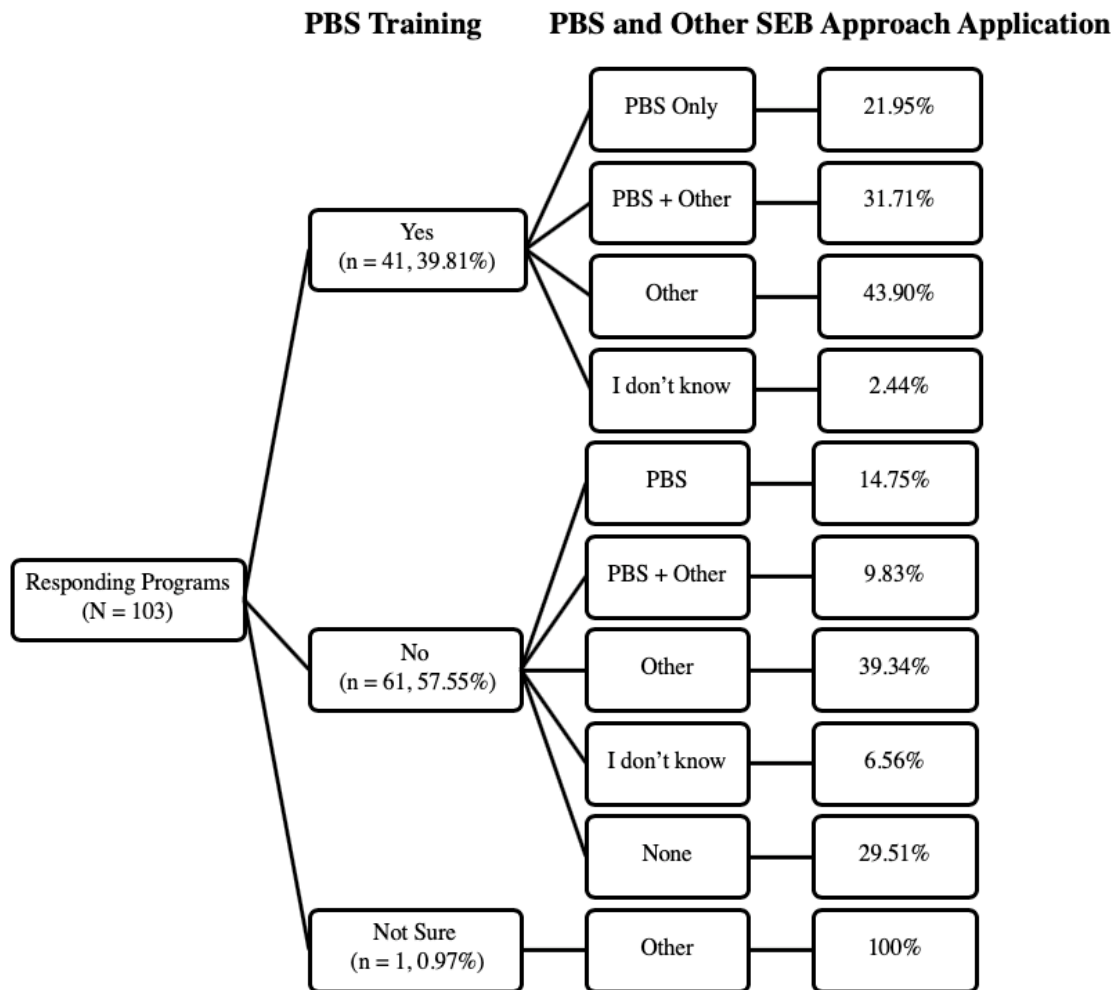 PBS Training
PBS and Other SEB Approach Application
PBS Only
21.95%
PBS + Other
31.71%
Yes
(n = 41, 39.81%)
Other
43.90%
I don’t know
2.44%
PBS
14.75%
PBS + Other
9.83%
Responding Programs
(N = 103)
No
(n = 61, 57.55%)
Other
39.34%
I don’t know
6.56%
None
29.51%
Not Sure
(n = 1, 0.97%)
Other
100%